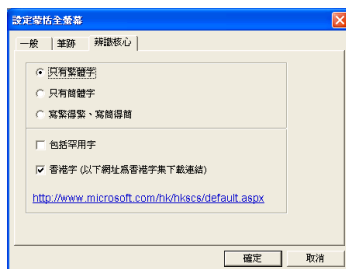 設定蒙恬全螢幕
一般 筆跡 辨識核心
只有繁體字
只有簡體字
寫繁得繁、寫簡得簡
包括罕用字
香港字 (以下網址為香港字集下載連結)
http://www.microsoft.com/hk/hkscs/default.aspx
確定 取消